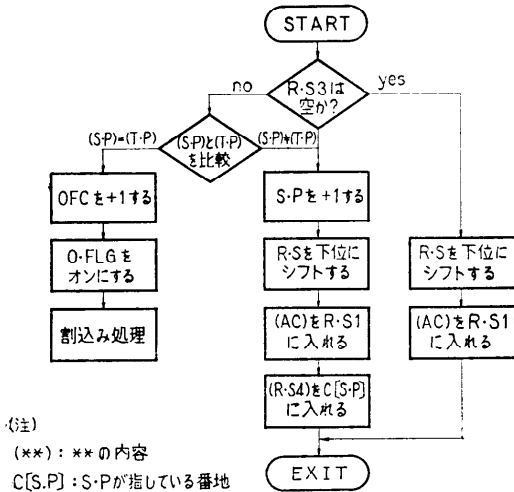 START
R·S3は
空か?
no
yes
(S·P)=(T·P)
(S·P)と(T·P)
を比較
(S·P)≠(T·P)
OFCを+1する
S·Pを+1する
O·FLGを
オンにする
R·Sを下位に
シフトする
R·Sを下位に
シフトする
割込み処理
(AC)をR·S1
に入れる
(AC)をR·S1
に入れる
(R·S4)をC[S·P]
に入れる
(注)
(**): **の内容
C[S.P]:S·Pが指している番地
EXIT